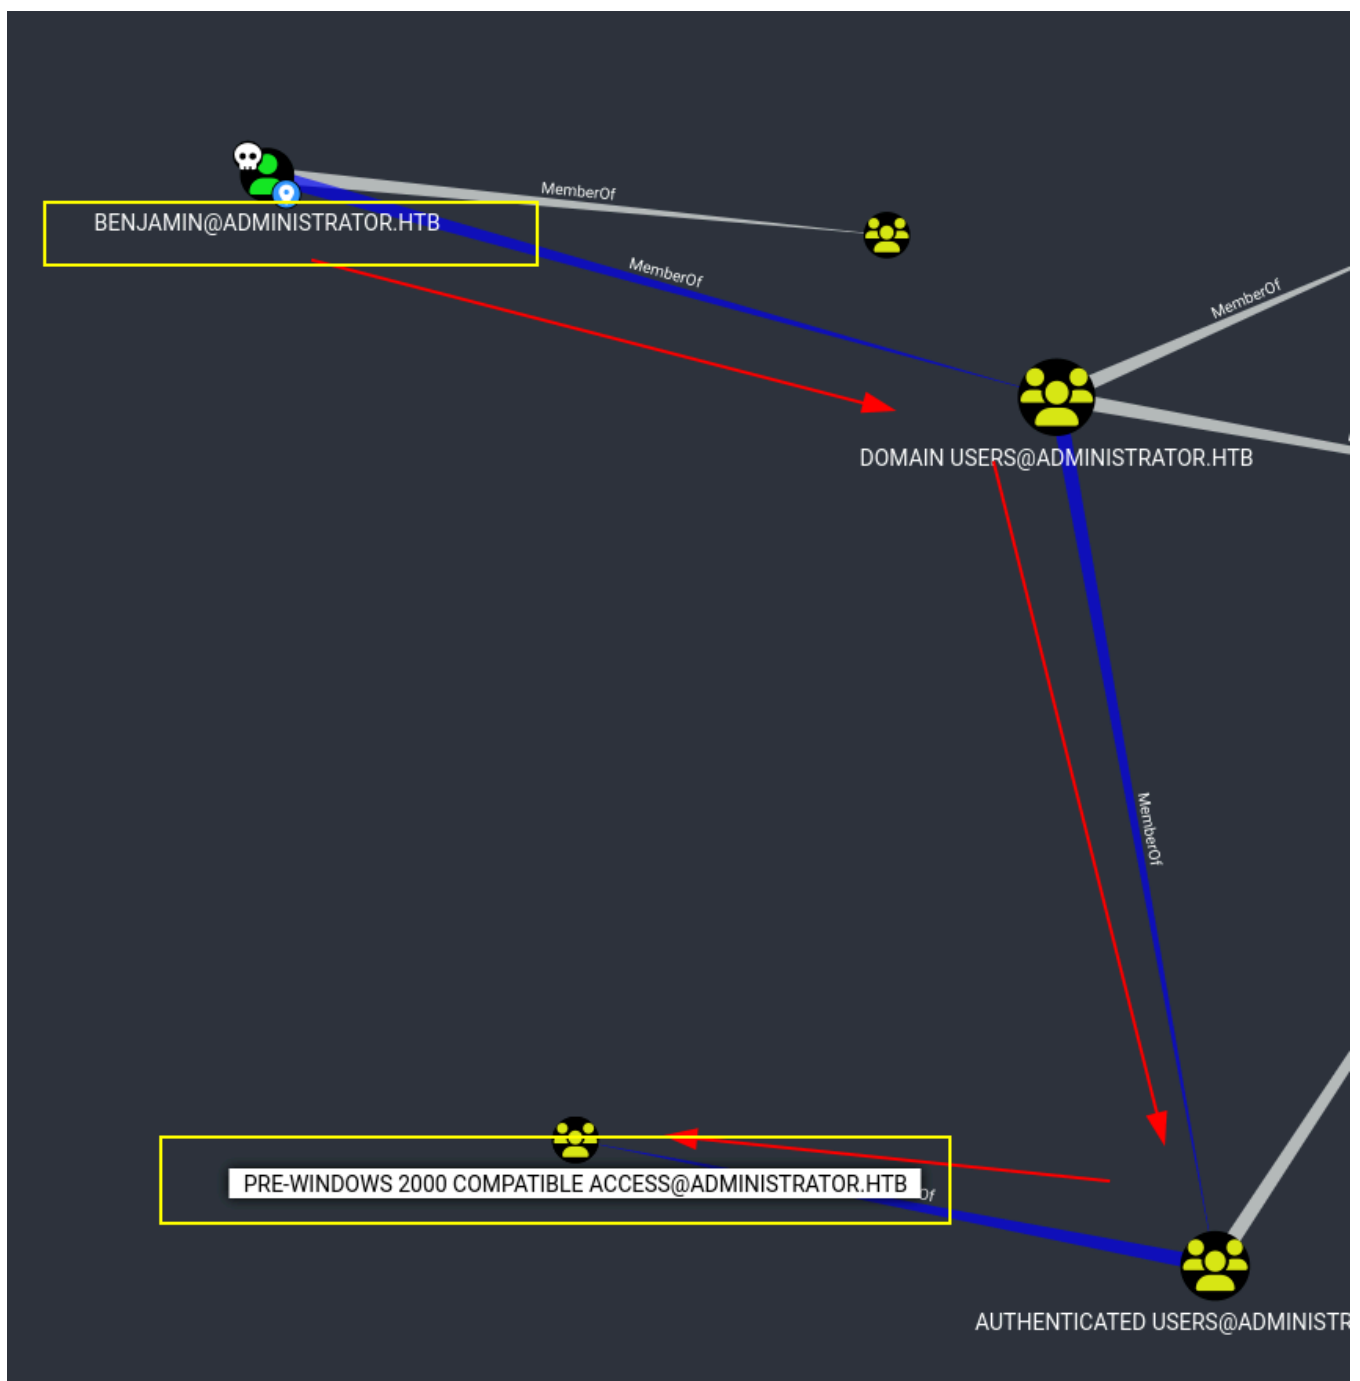 MemberOf
BENJAMIN@ADMINISTRATOR.HTB
MemberOf
MemberOf
DOMAIN USERS@ADMINISTRATOR.HTB
MemberOf
PRE-WINDOWS 2000 COMPATIBLE ACCESS@ADMINISTRATOR.HTB
Of
AUTHENTICATED USERS@ADMINISTR